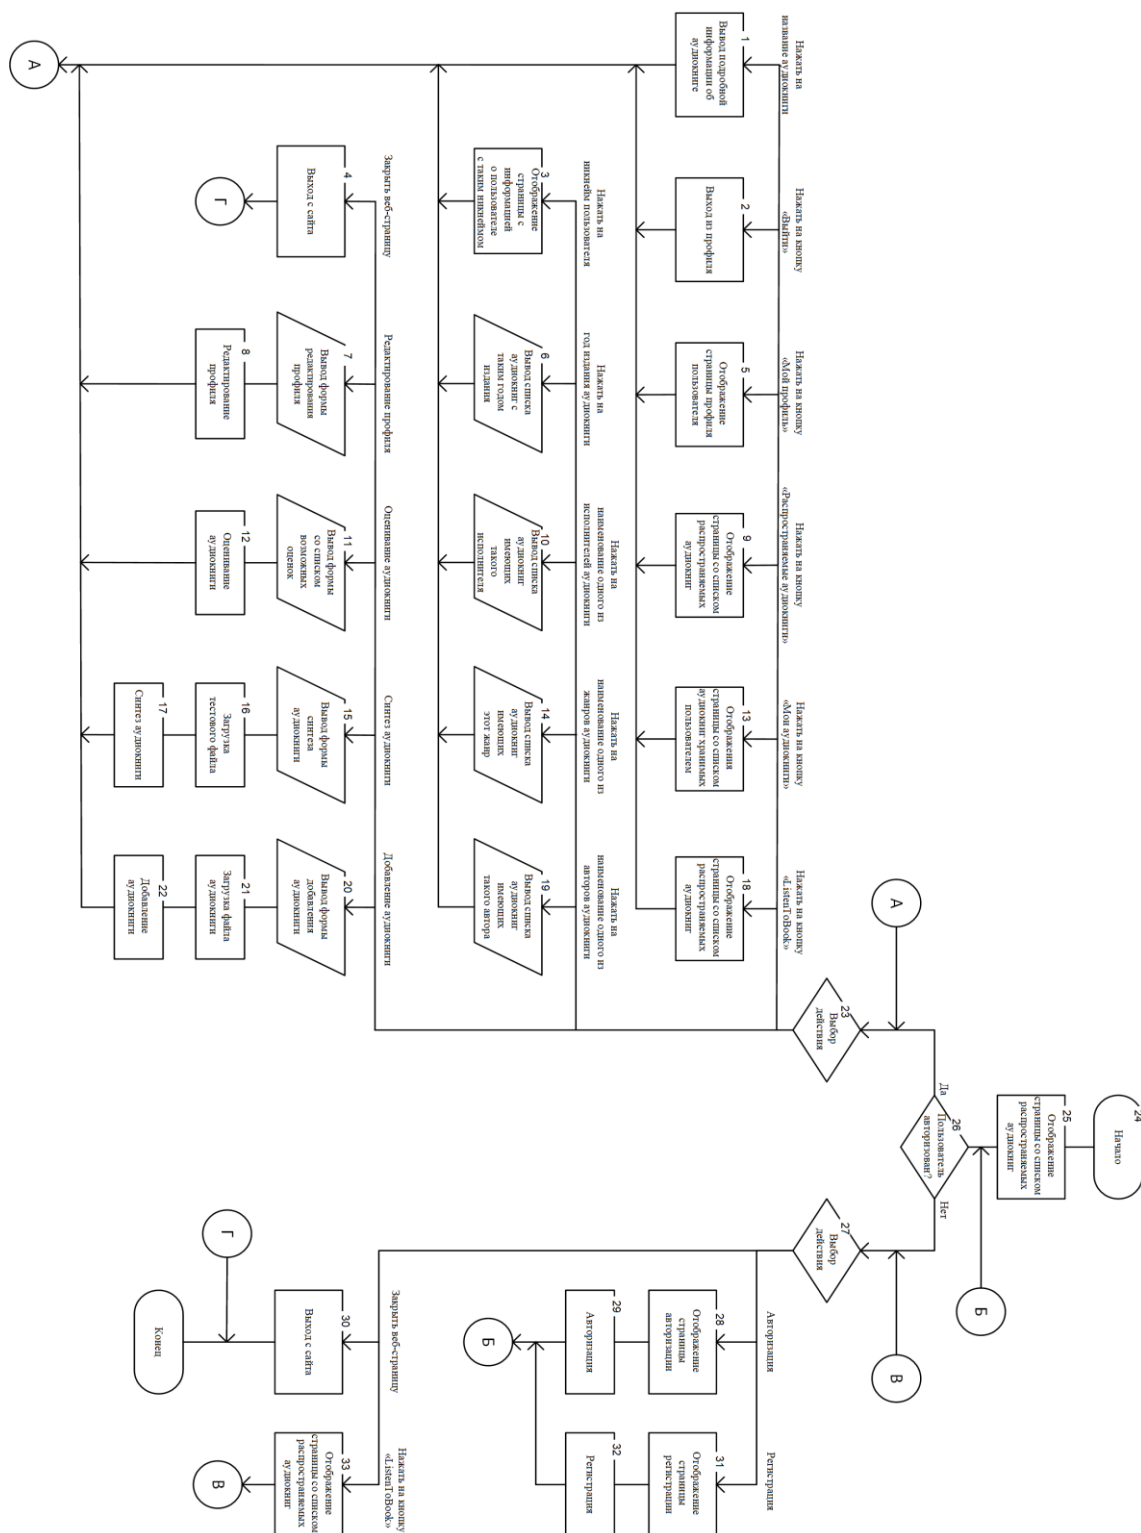 24
Начало
25
Отображение
страницы со списком
распространяемых
аудиокниг
26
Пользователь
авторизован?
Да
Нет
Б
А
В
23
Выбор
действия
27
Выбор
действия
Нажать на
название аудиокниги
1
Вывод подробной
информации об
аудиокниге
Нажать на кнопку
«Выйти»
2
Выход из профиля
Нажать на кнопку
«Мой профиль»
5
Отображение
страницы профиля
пользователя
Нажать на кнопку
«Распространяемые аудиокниги»
9
Отображение
страницы со списком
распространяемых
аудиокниг
Нажать на кнопку
«Мои аудиокниги»
13
Отображения
страницы со списком
аудиокниг хранимых
пользователем
Нажать на кнопку
«ListenToBook»
18
Отображение
страницы со списком
распространяемых
аудиокниг
Авторизация
28
Отображение
страницы
авторизации
29
Авторизация
Б
Регистрация
31
Отображение
страницы
регистрации
32
Регистрация
Нажать на
никнейм пользователя
3
Отображение
страницы с
информацией
о пользователе
с таким никнеймом
Нажать на
год издания аудиокниги
6
Вывод списка
аудиокниг с
таким годом
издания
Нажать на
наименование одного из
исполнителей аудиокниги
10
Вывод списка
аудиокниг
имеющих
такого
исполнителя
Нажать на
наименование одного из
жанров аудиокниги
14
Вывод списка
аудиокниг
имеющих
этот жанр
Нажать на
наименование одного из
авторов аудиокниги
19
Вывод списка
аудиокниг
имеющих
такого автора
Закрыть веб-страницу
4
Выход с сайта
Г
Редактирование профиля
7
Вывод формы
редактирования
профиля
8
Редактирование
профиля
Оценивание аудиокниги
11
Вывод формы
со списком
возможных
оценок
12
Оценивание
аудиокниги
Синтез аудиокниги
15
Вывод формы
синтеза
аудиокниги
16
Загрузка
тестового файла
17
Синтез аудиокниги
Добавление аудиокниги
20
Вывод формы
добавления
аудиокниги
21
Загрузка файла
аудиокниги
22
Добавление
аудиокниги
А
Закрыть веб-страницу
30
Выход с сайта
Г
Конец
Нажать на кнопку
«ListenToBook»
33
Отображение
страницы со списком
распространяемых
аудиокниг
В